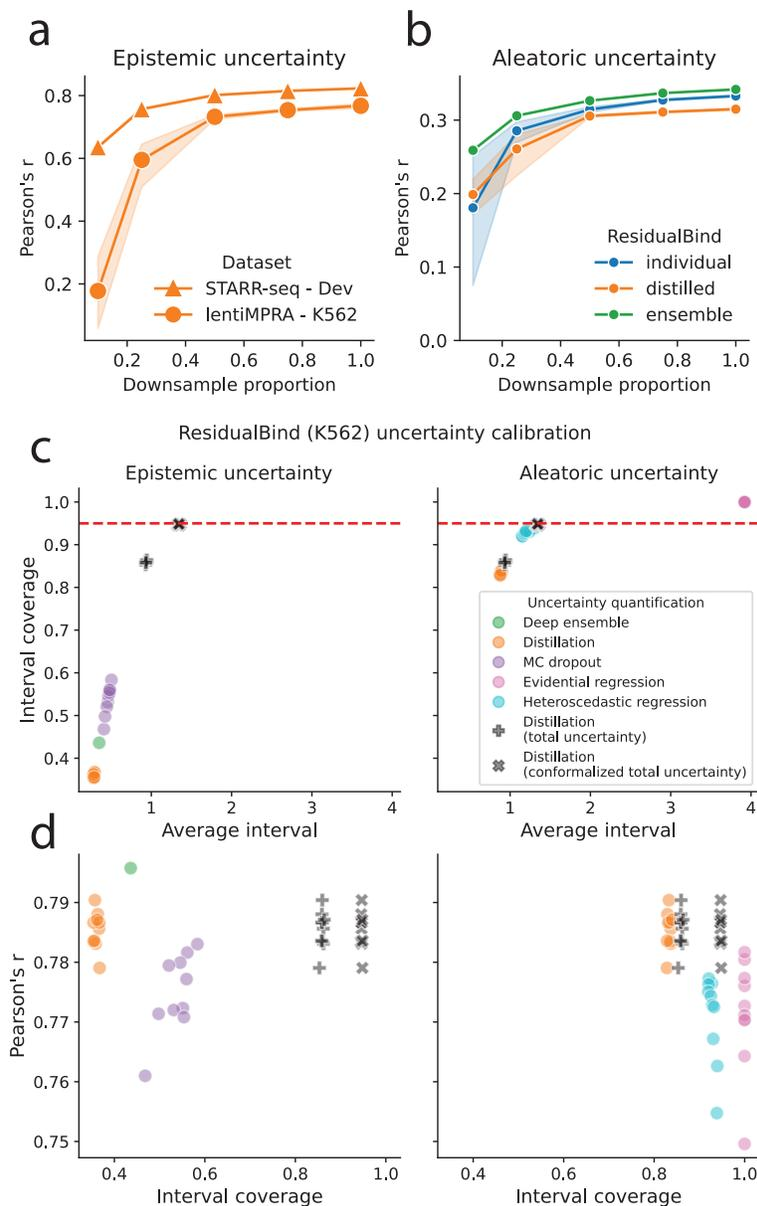 a
Epistemic uncertainty
Pearson's r
0.8
0.6
0.4
0.2
Dataset
STARR-seq - Dev
lentiMPRA - K562
0.2 0.4 0.6 0.8 1.0
Downsample proportion
b
Aleatoric uncertainty
Pearson's r
0.3
0.2
0.1
0.0
ResidualBind
individual
distilled
ensemble
0.2 0.4 0.6 0.8 1.0
Downsample proportion
ResidualBind (K562) uncertainty calibration
c
Epistemic uncertainty
Interval coverage
1.0
0.9
0.8
0.7
0.6
0.5
0.4
1 2 3 4
Average interval
Aleatoric uncertainty
Uncertainty quantification
Deep ensemble
Distillation
MC dropout
Evidential regression
Heteroscedastic regression
Distillation
(total uncertainty)
Distillation
(conformalized total uncertainty)
1 2 3 4
Average interval
d
Pearson's r
0.79
0.78
0.77
0.76
0.75
0.4 0.6 0.8 1.0
Interval coverage
0.4 0.6 0.8 1.0
Interval coverage